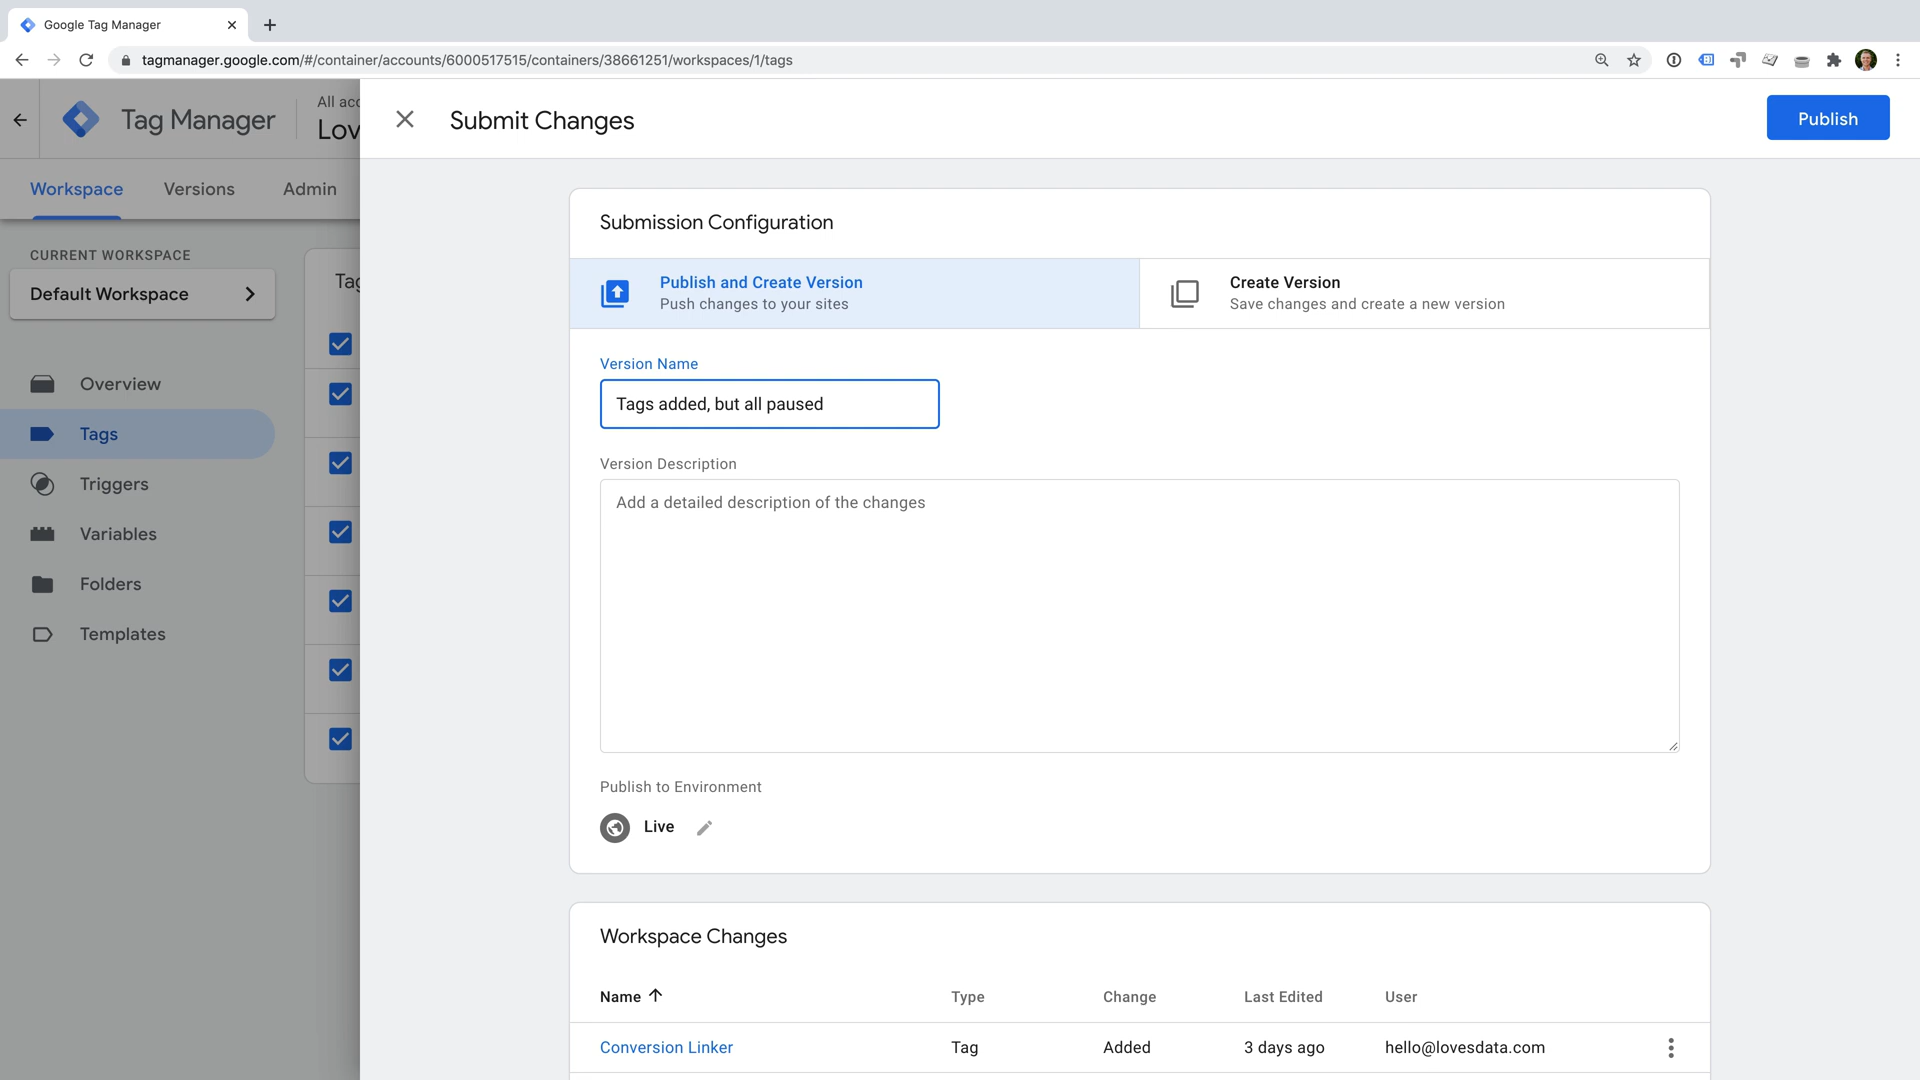 Google Tag Manager
tagmanager.google.com/#/container/accounts/6000517515/containers/38661251/workspaces/1/tags
Tag Manager
All acc
Lov
Submit Changes
Publish
Workspace Versions Admin
Submission Configuration
CURRENT WORKSPACE
Default Workspace
Tag
Publish and Create Version
Push changes to your sites
Create Version
Save changes and create a new version
Version Name
Tags added, but all paused
Overview
Tags
Triggers
Variables
Folders
Templates
Version Description
Add a detailed description of the changes
Publish to Environment
Live
Workspace Changes
Name Type Change Last Edited User
Conversion Linker Tag Added 3 days ago hello@lovesdata.com